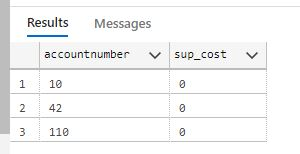 Results Messages
accountnumber sup_cost
1 10 0
2 42 0
3 110 0